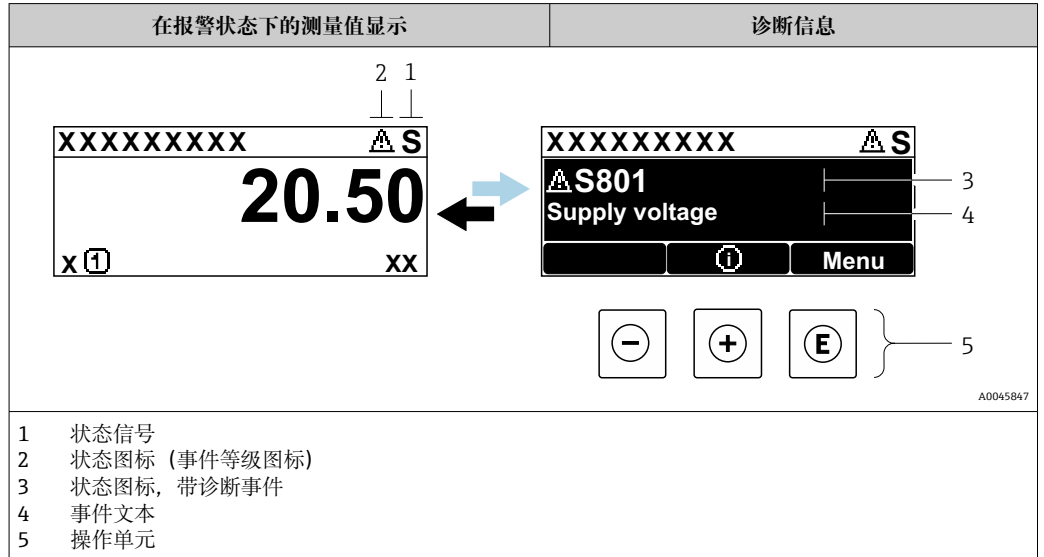 在报警状态下的测量值显示 诊断信息
2 1
XXXXXXXXX ⚠ S
20.50
X 1 XX
XXXXXXXXX ⚠ S
⚠S801
Supply voltage
i Menu
3
4
− + E
5
A0045847
1 状态信号
2 状态图标（事件等级图标）
3 状态图标，带诊断事件
4 事件文本
5 操作单元